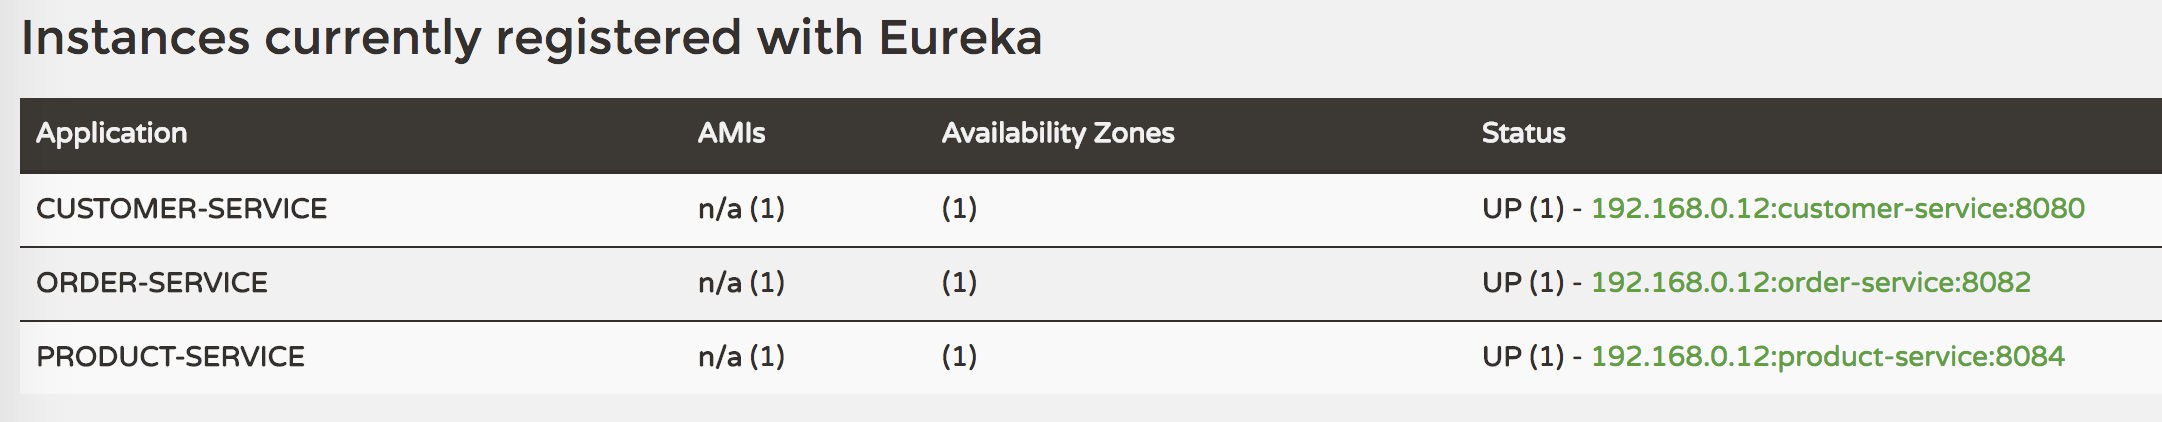 Instances currently registered with Eureka
Application AMIs Availability Zones Status
CUSTOMER-SERVICE n/a (1) (1) UP (1) - 192.168.0.12:customer-service:8080
ORDER-SERVICE n/a (1) (1) UP (1) - 192.168.0.12:order-service:8082
PRODUCT-SERVICE n/a (1) (1) UP (1) - 192.168.0.12:product-service:8084